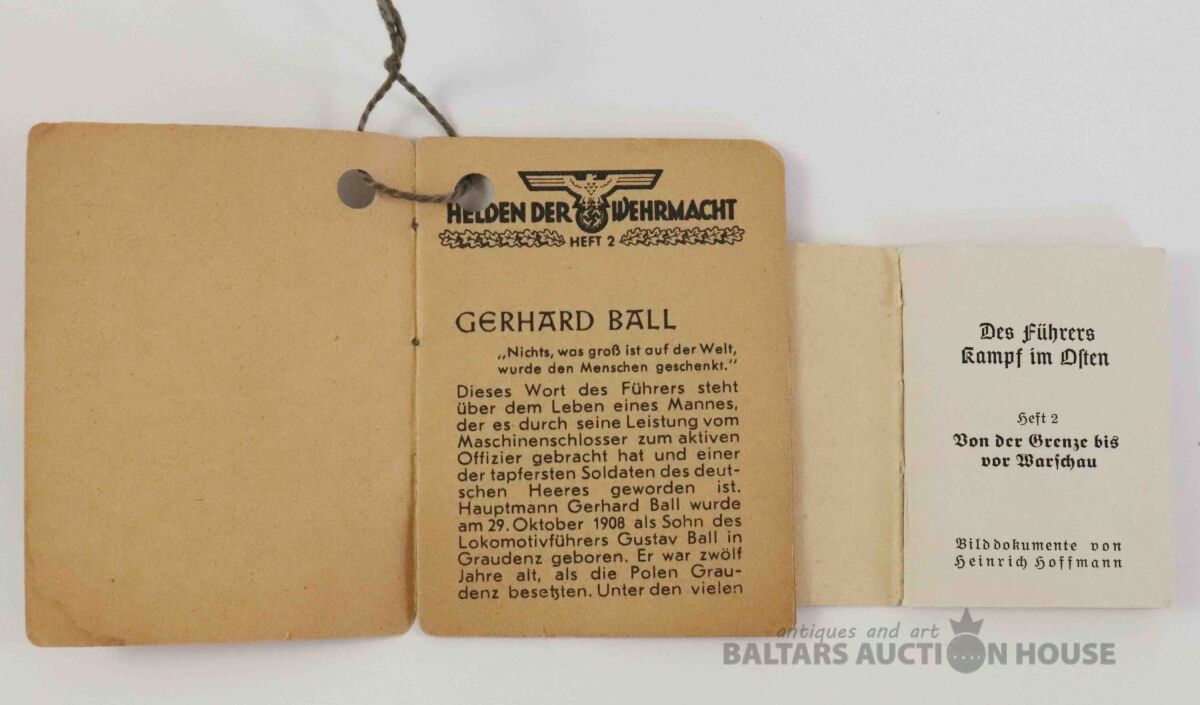 HELDEN DER WEHRMACHT
HEFT 2
GERHARD BALL
„Nichts, was groß ist auf der Welt,
wurde den Menschen geschenkt.“
Dieses Wort des Führers steht
über dem Leben eines Mannes,
der es durch seine Leistung vom
Maschinenschlosser zum aktiven
Offizier gebracht hat und einer
der tapfersten Soldaten des deut-
schen Heeres geworden ist.
Hauptmann Gerhard Ball wurde
am 29. Oktober 1908 als Sohn des
Lokomotivführers Gustav Ball in
Graudenz geboren. Er war zwölf
Jahre alt, als die Polen Grau-
denz besetzten. Unter den vielen
Des Führers
Kampf im Osten
Heft 2
Von der Grenze bis
vor Warschau
Bilddokumente von
Heinrich Hoffmann
antiques and art
BALTARS AUCTION HOUSE